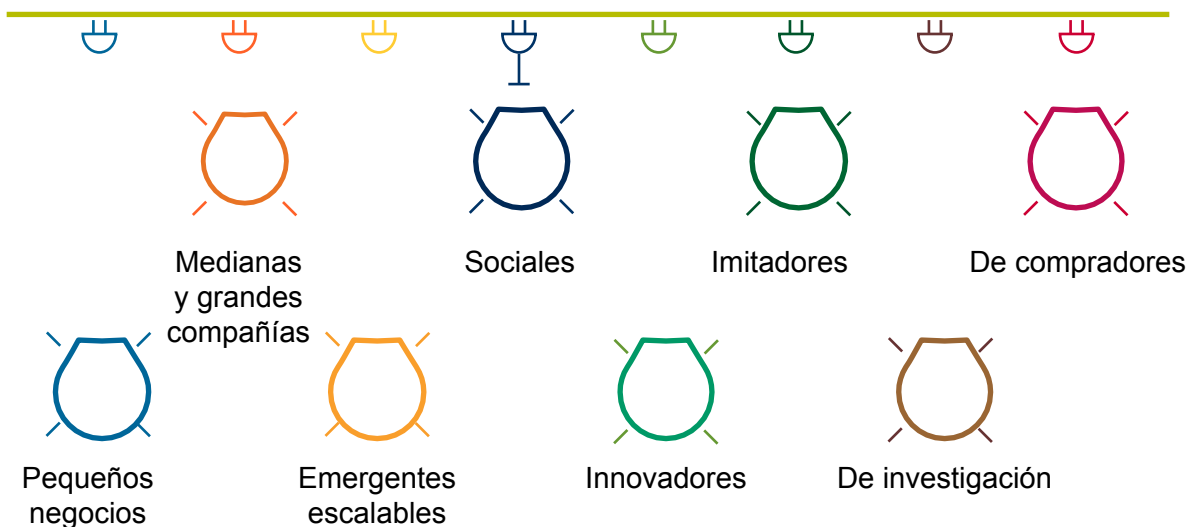 Medianas
y grandes
compañías
Sociales
Imitadores
De compradores
Pequeños
negocios
Emergentes
escalables
Innovadores
De investigación